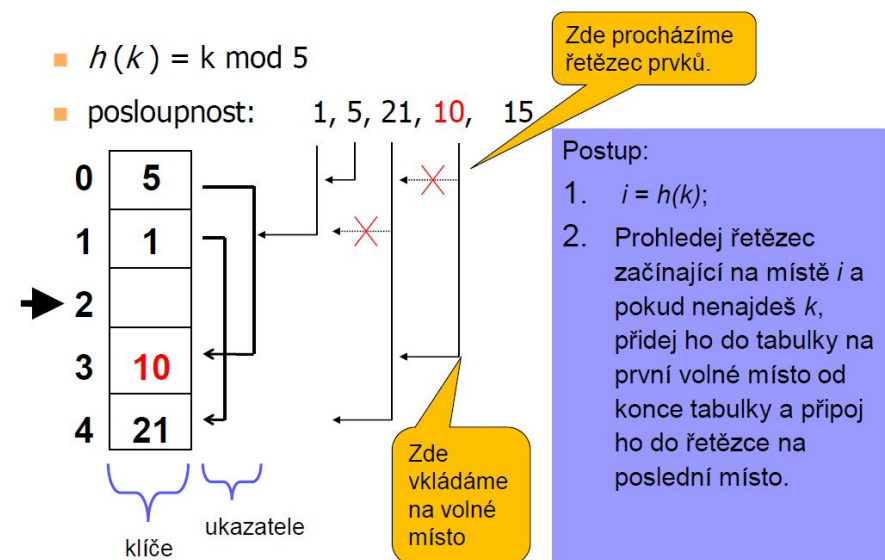 h(k) = k mod 5
posloupnost: 1, 5, 21, 10, 15
Zde procházíme
řetězec prvků.
0 5
1 1
2
3 10
4 21
klíče
ukazatele
Zde
vkládáme
na volné
místo
Postup:
1. i = h(k);
2. Prohledej řetězec
začínající na místě i a
pokud nenajdeš k,
přidej ho do tabulky na
první volné místo od
konce tabulky a připoj
ho do řetězce na
poslední místo.